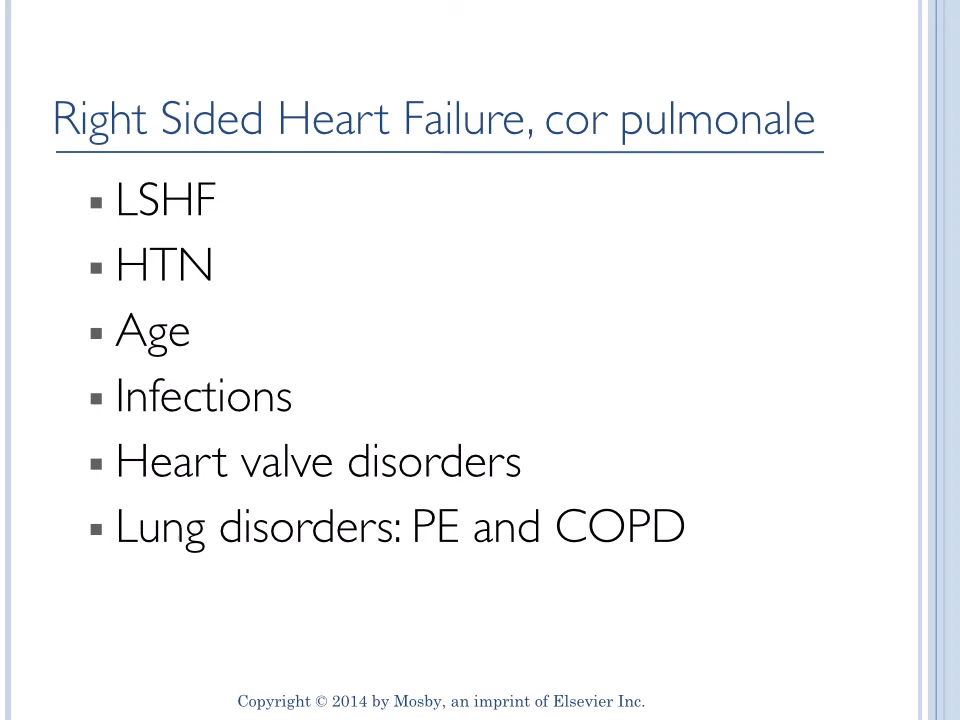 Right Sided Heart Failure, cor pulmonale
▪ LSHF
▪ HTN
▪ Age
▪ Infections
▪ Heart valve disorders
▪ Lung disorders: PE and COPD
Copyright © 2014 by Mosby, an imprint of Elsevier Inc.